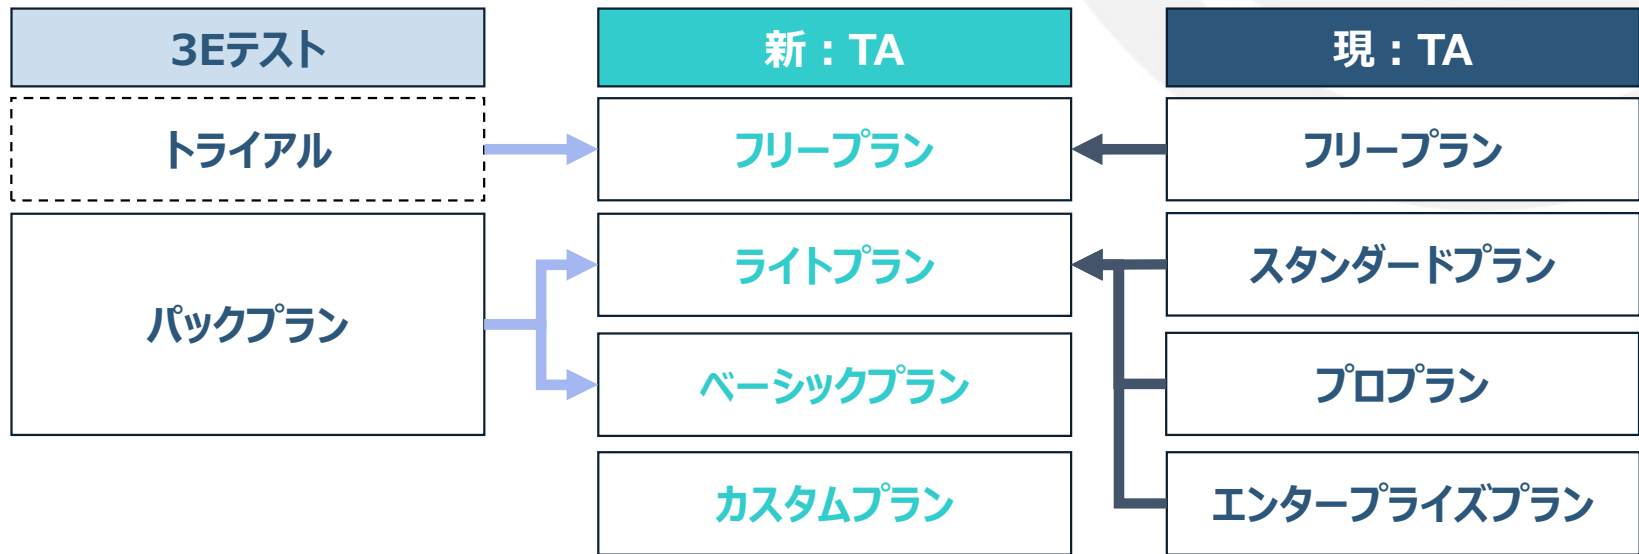 3Eテスト
新：TA
現：TA
トライアル
フリープラン
フリープラン
パックプラン
ライトプラン
スタンダードプラン
ベーシックプラン
プロプラン
カスタムプラン
エンタープライズプラン